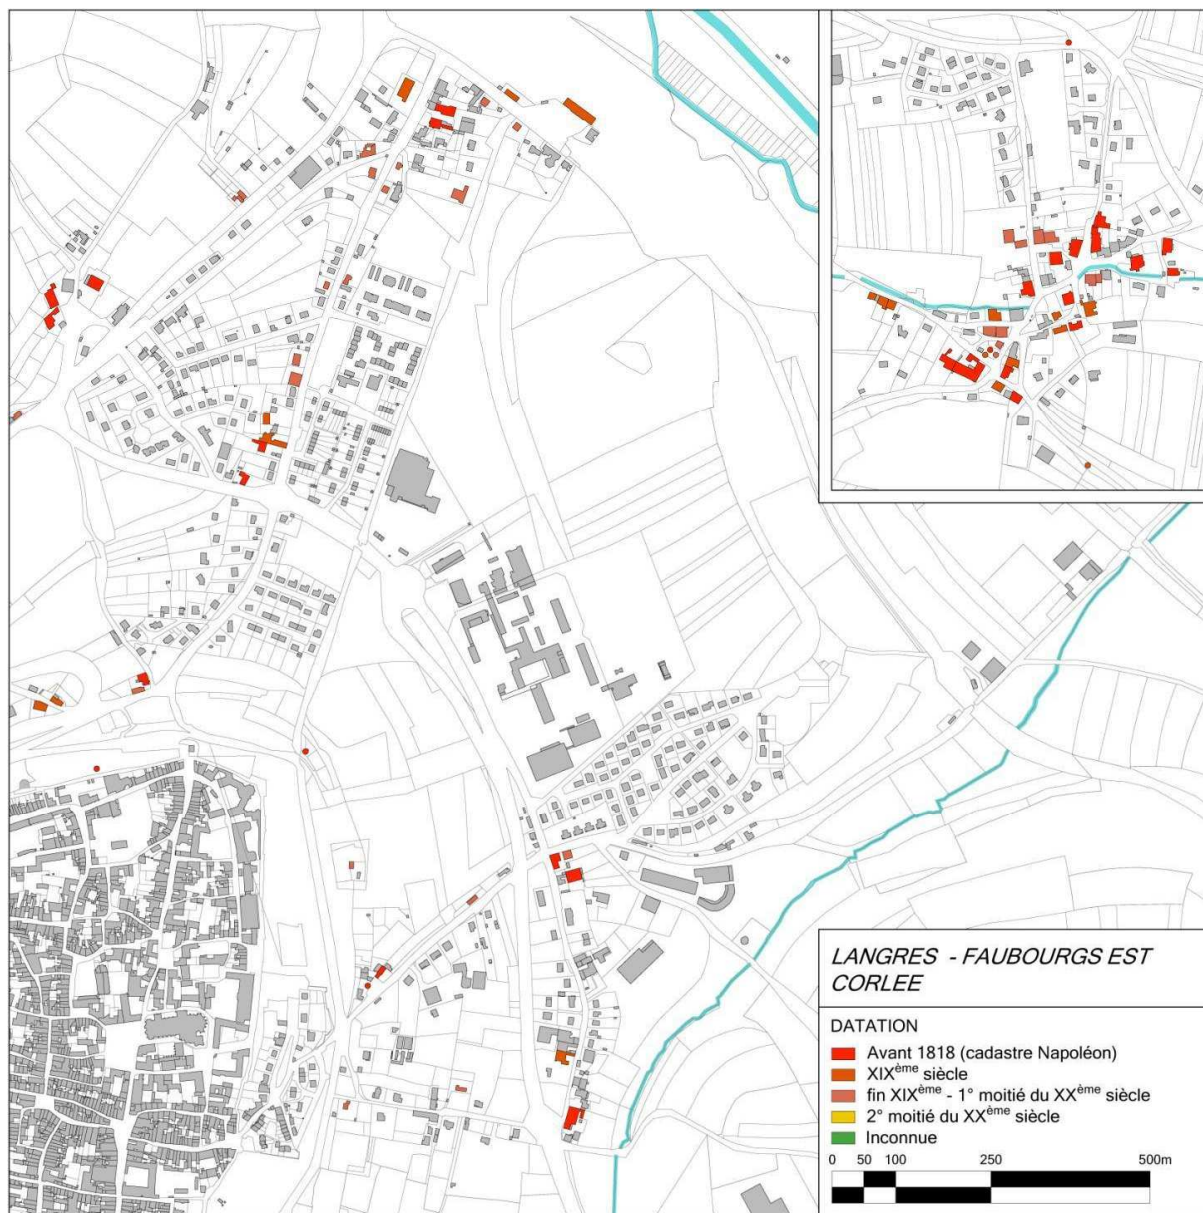 LANGRES - FAUBOURGS EST
CORLEE
DATATION
Avant 1818 (cadastre Napoléon)
XIXème siècle
fin XIXème - 1° moitié du XXème siècle
2° moitié du XXème siècle
Inconnue
0 50 100 250 500m